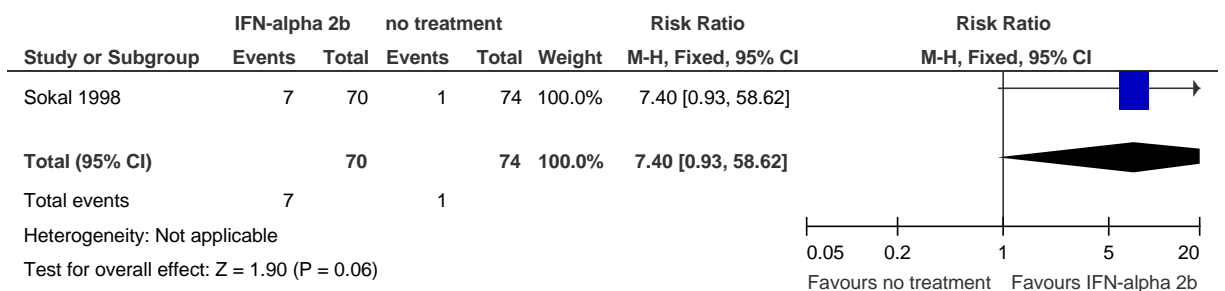 IFN-alpha 2b no treatment Risk Ratio Risk Ratio
Study or Subgroup Events Total Events Total Weight M-H, Fixed, 95% CI M-H, Fixed, 95% CI
Sokal 1998 7 70 1 74 100.0% 7.40 [0.93, 58.62]
Total (95% CI) 70 74 100.0% 7.40 [0.93, 58.62]
Total events 7 1
Heterogeneity: Not applicable
Test for overall effect: Z = 1.90 (P = 0.06)
0.05 0.2 1 5 20
Favours no treatment Favours IFN-alpha 2b